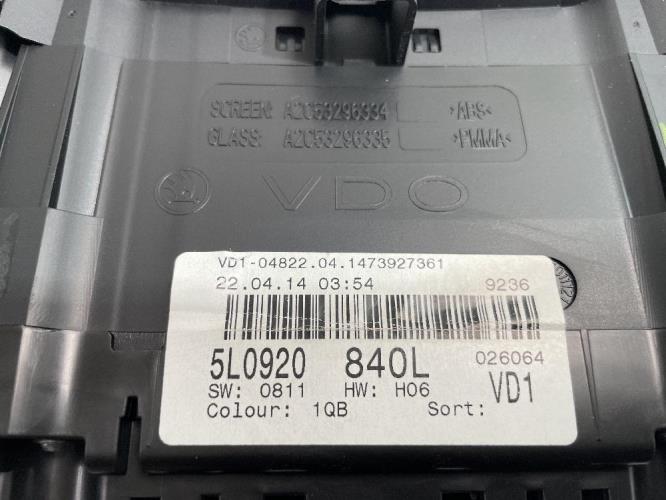 SCREEN: A2C53296334 >ABS<
GLASS: A2C53296335 >PMMA<
VDO
VD1-04822.04.1473927361
22.04.14 03:54 9236
5L0920 840L 026064
SW: 0811 HW: H06 VD1
Colour: 1QB Sort: